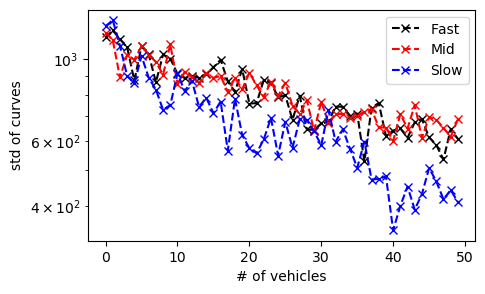 Fast
Mid
Slow
std of curves
10³
6 × 10²
4 × 10²
0 10 20 30 40 50
# of vehicles